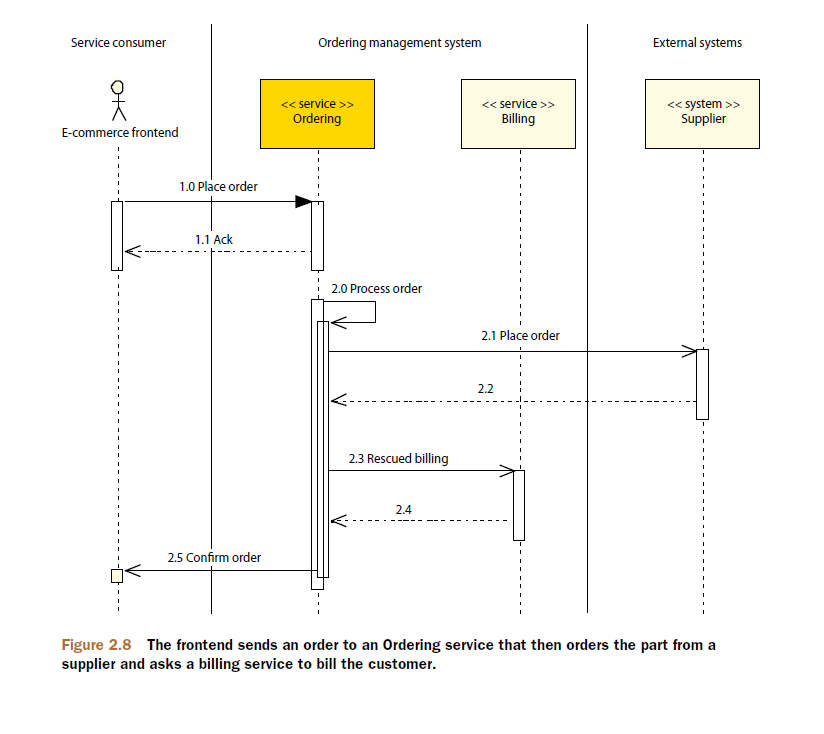 Service consumer
Ordering management system
External systems
E-commerce frontend
<< service >>
Ordering
<< service >>
Billing
<< system >>
Supplier
1.0 Place order
1.1 Ack
2.0 Process order
2.1 Place order
2.2
2.3 Rescued billing
2.4
2.5 Confirm order
Figure 2.8 The frontend sends an order to an Ordering service that then orders the part from a
supplier and asks a billing service to bill the customer.